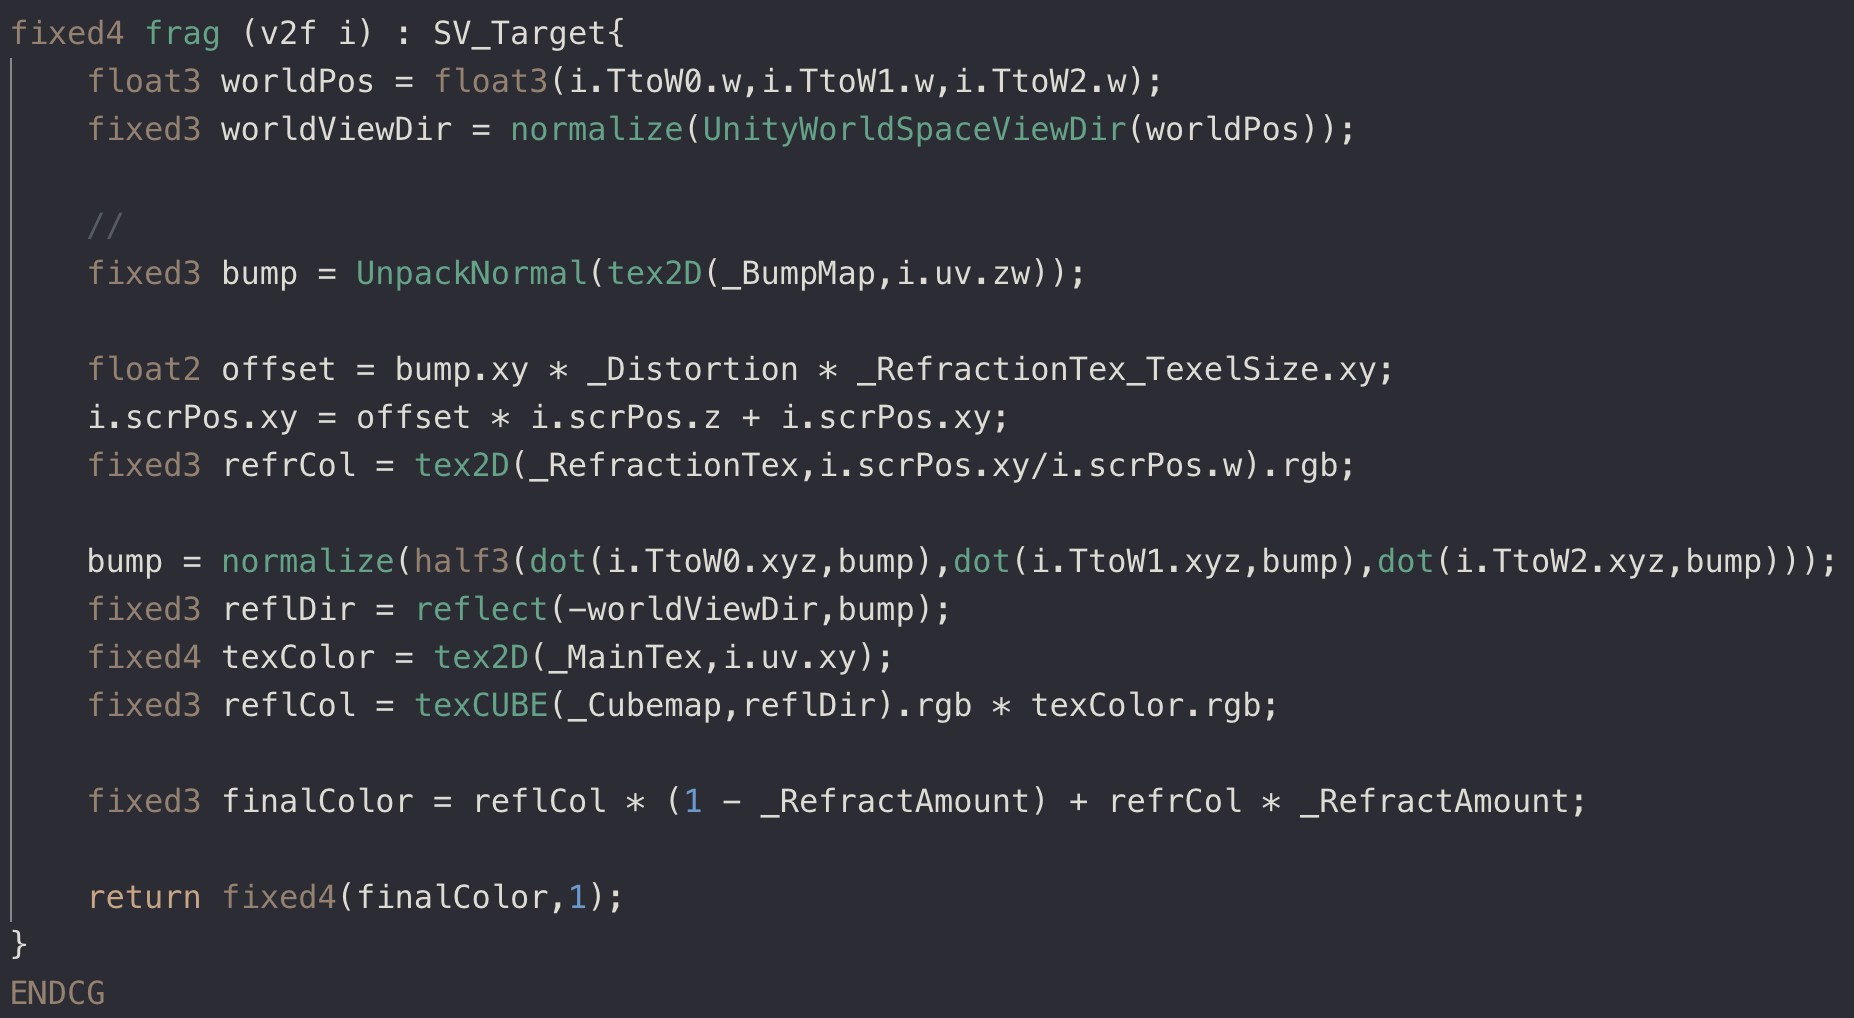 fixed4 frag (v2f i) : SV_Target{
    float3 worldPos = float3(i.TtoW0.w,i.TtoW1.w,i.TtoW2.w);
    fixed3 worldViewDir = normalize(UnityWorldSpaceViewDir(worldPos));
    //
    fixed3 bump = UnpackNormal(tex2D(_BumpMap,i.uv.zw));
    float2 offset = bump.xy * _Distortion * _RefractionTex_TexelSize.xy;
    i.scrPos.xy = offset * i.scrPos.z + i.scrPos.xy;
    fixed3 refrCol = tex2D(_RefractionTex,i.scrPos.xy/i.scrPos.w).rgb;
    bump = normalize(half3(dot(i.TtoW0.xyz,bump),dot(i.TtoW1.xyz,bump),dot(i.TtoW2.xyz,bump)));
    fixed3 reflDir = reflect(-worldViewDir,bump);
    fixed4 texColor = tex2D(_MainTex,i.uv.xy);
    fixed3 reflCol = texCUBE(_Cubemap,reflDir).rgb * texColor.rgb;
    fixed3 finalColor = reflCol * (1 - _RefractAmount) + refrCol * _RefractAmount;
    return fixed4(finalColor,1);
}
ENDCG